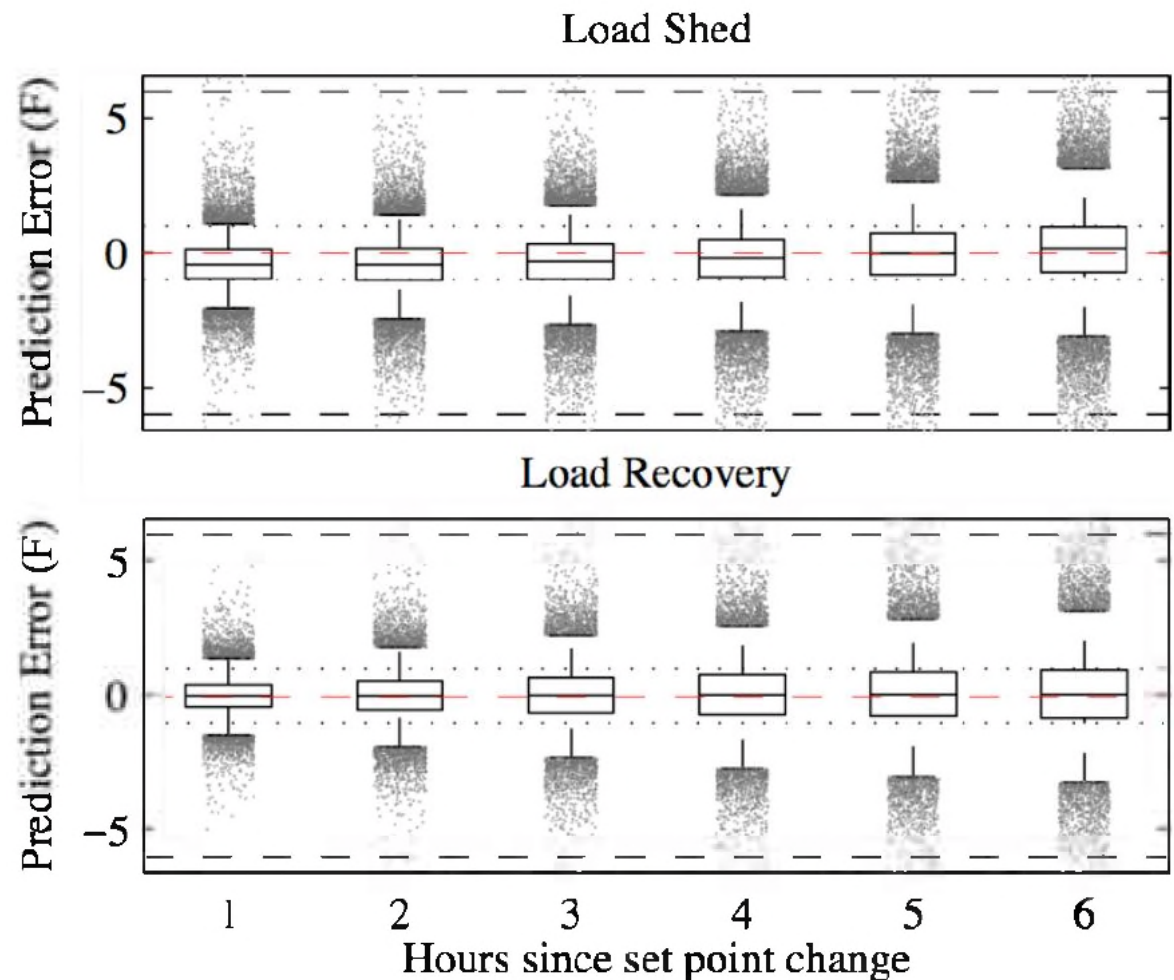 Load Shed
Prediction Error (F)
5
0
−5
Load Recovery
Prediction Error (F)
5
0
−5
1 2 3 4 5 6
Hours since set point change